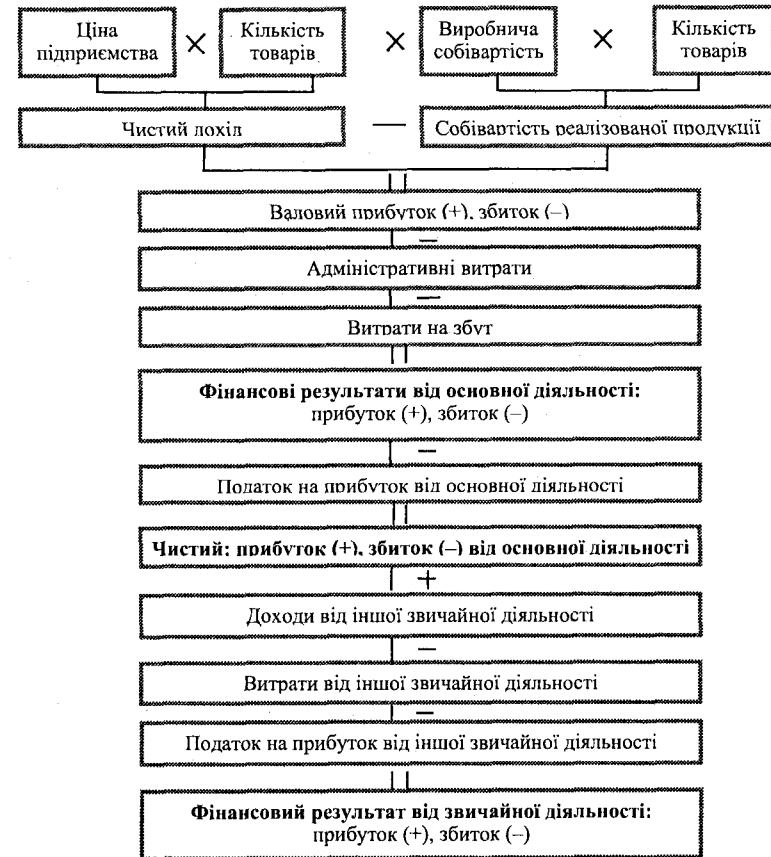 Ціна
підприємства
×
Кількість
товарів
×
Виробнича
собівартість
×
Кількість
товарів
Чистий дохід
—
Собівартість реалізованої продукції
Валовий прибуток (+), збиток (–)
—
Адміністративні витрати
—
Витрати на збут
Фінансові результати від основної діяльності:
прибуток (+), збиток (–)
—
Податок на прибуток від основної діяльності
Чистий: прибуток (+), збиток (–) від основної діяльності
+
Доходи від іншої звичайної діяльності
—
Витрати від іншої звичайної діяльності
—
Податок на прибуток від іншої звичайної діяльності
Фінансовий результат від звичайної діяльності:
прибуток (+), збиток (–)